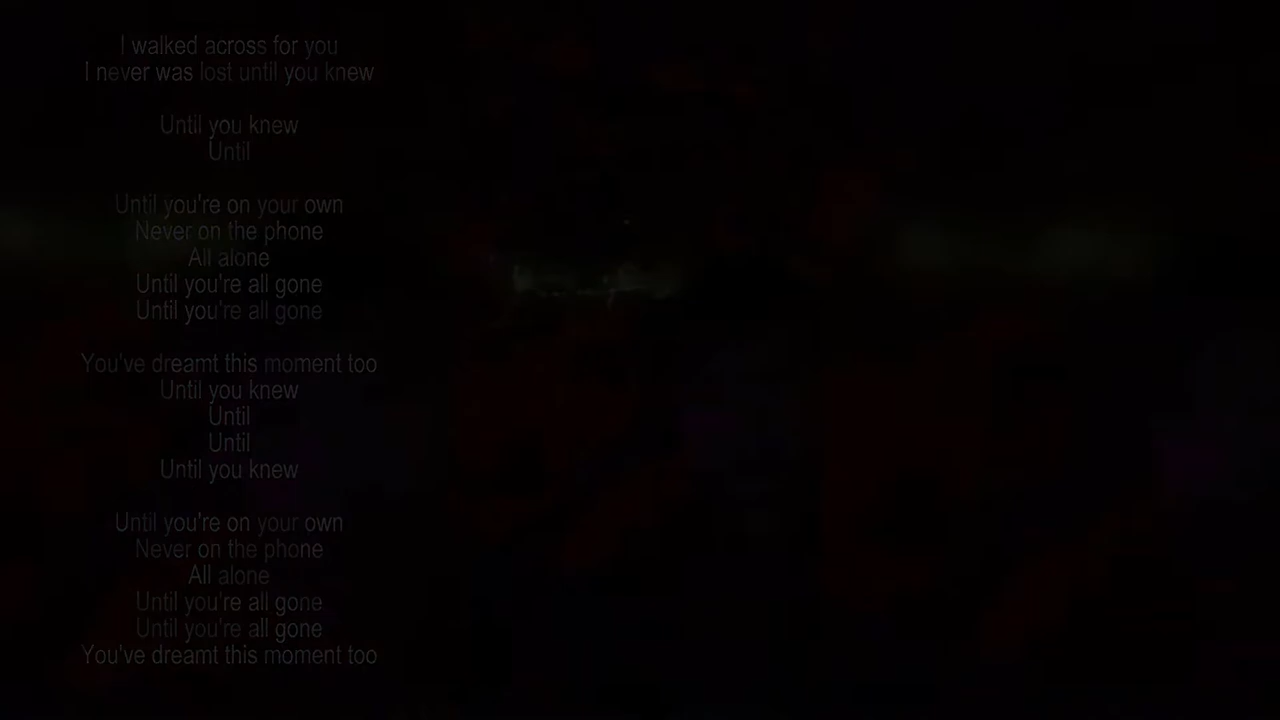 I walked across for you
I never was lost until you knew
Until you knew
Until
Until you're on your own
Never on the phone
All alone
Until you're all gone
Until you're all gone
You've dreamt this moment too
Until you knew
Until
Until
Until you knew
Until you're on your own
Never on the phone
All alone
Until you're all gone
Until you're all gone
You've dreamt this moment too